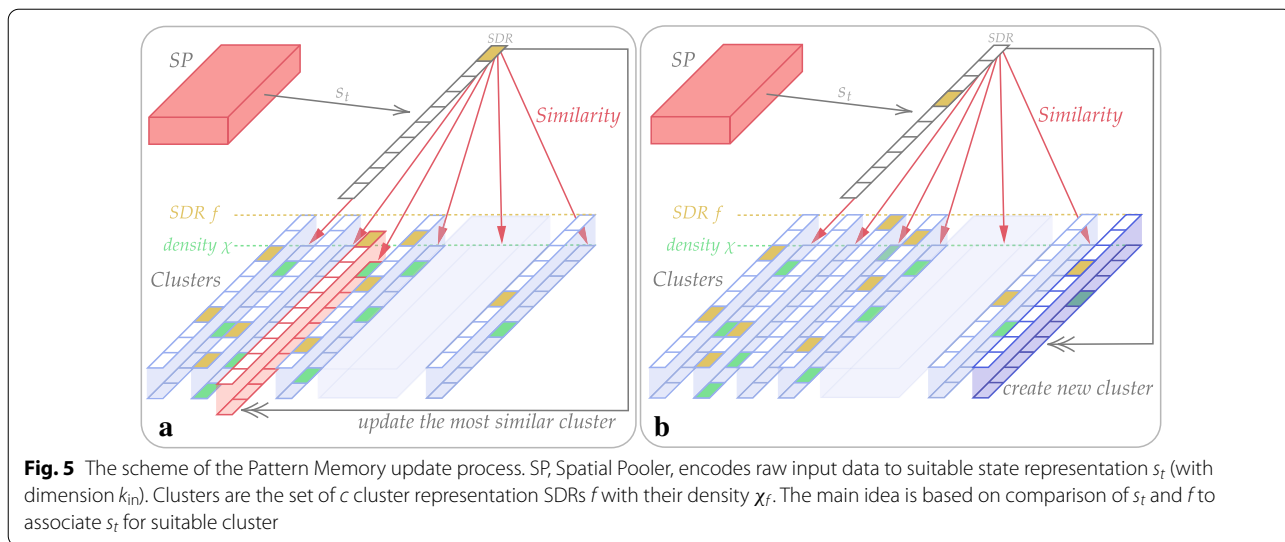 SDR
SP
s_t
Similarity
SDR f
density χ
Clusters
a
update the most similar cluster
SDR
SP
s_t
Similarity
SDR f
density χ
Clusters
b
create new cluster
Fig. 5 The scheme of the Pattern Memory update process. SP, Spatial Pooler, encodes raw input data to suitable state representation s_t (with
dimension k_in). Clusters are the set of c cluster representation SDRs f with their density χ_f. The main idea is based on comparison of s_t and f to
associate s_t for suitable cluster